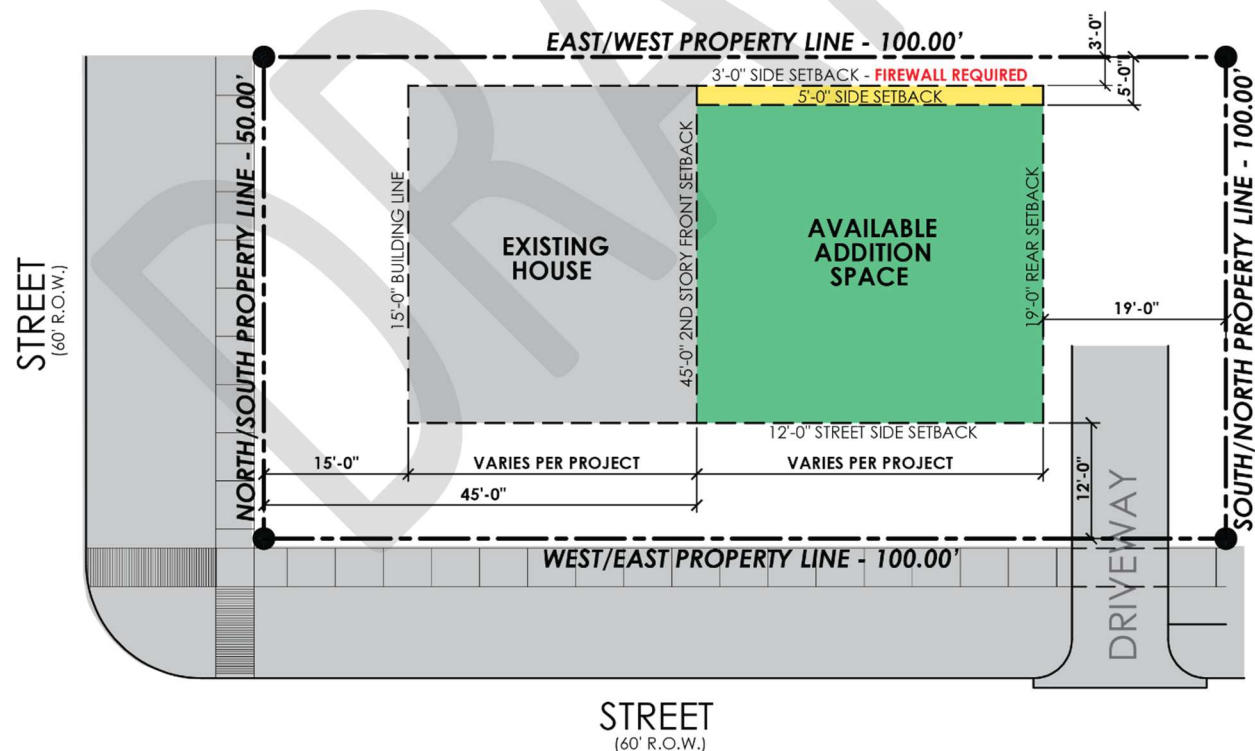 EAST/WEST PROPERTY LINE - 100.00'
3'-0"
3'-0" SIDE SETBACK - FIREWALL REQUIRED
5'-0"
5'-0" SIDE SETBACK
NORTH/SOUTH PROPERTY LINE - 50.00'
15'-0" BUILDING LINE
EXISTING
HOUSE
45'-0" 2ND STORY FRONT SETBACK
AVAILABLE
ADDITION
SPACE
19'-0" REAR SETBACK
19'-0"
SOUTH/NORTH PROPERTY LINE - 100.00'
STREET
(60' R.O.W.)
12'-0" STREET SIDE SETBACK
15'-0"
VARIES PER PROJECT
VARIES PER PROJECT
45'-0"
12'-0"
WEST/EAST PROPERTY LINE - 100.00'
DRIVEWAY
STREET
(60' R.O.W.)